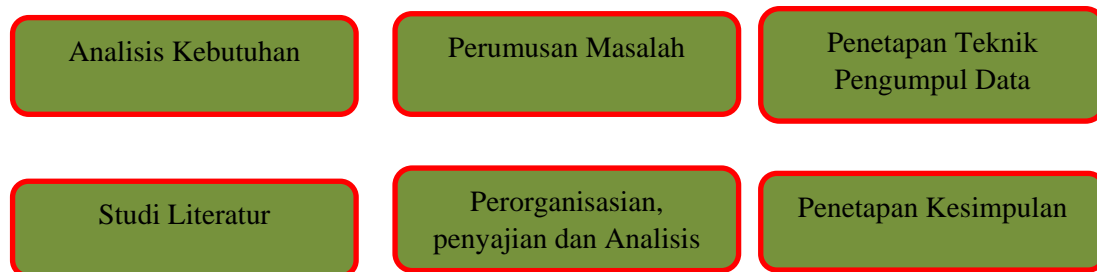 Analisis Kebutuhan
Perumusan Masalah
Penetapan Teknik
Pengumpul Data
Studi Literatur
Perorganisasian,
penyajian dan Analisis
Penetapan Kesimpulan